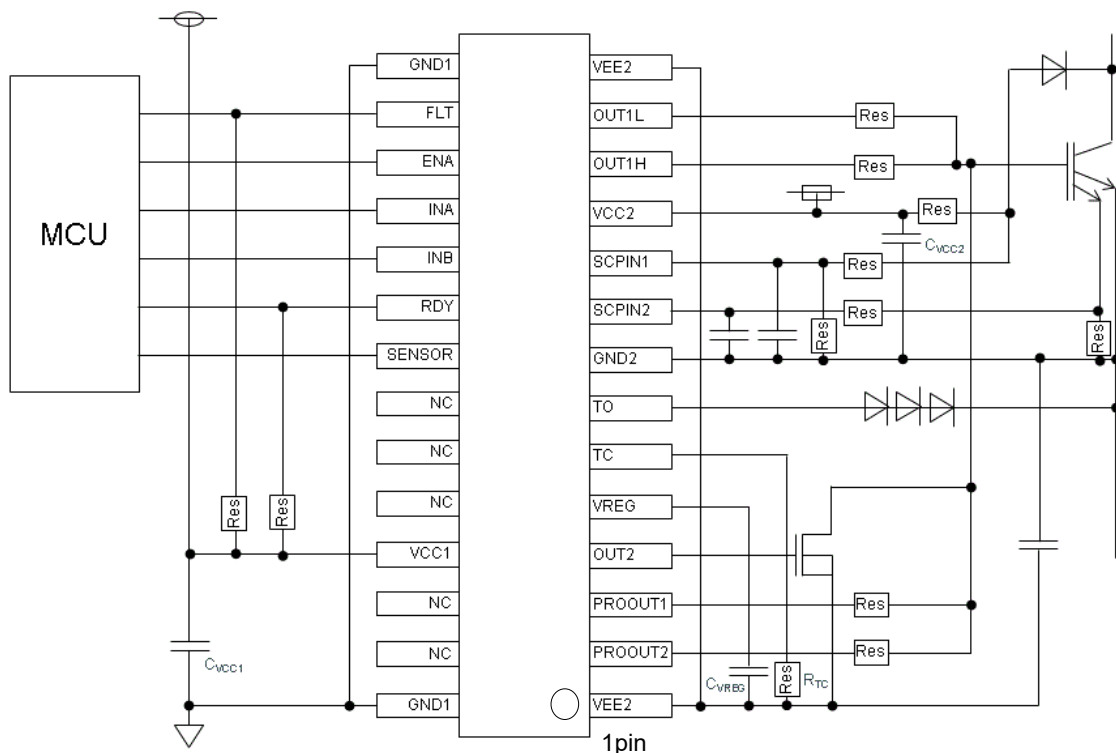 MCU
GND1
FLT
ENA
INA
INB
RDY
SENSOR
NC
NC
NC
VCC1
NC
NC
GND1
Res
Res
CVCC1
VEE2
OUT1L
OUT1H
VCC2
SCPIN1
SCPIN2
GND2
TO
TC
VREG
OUT2
PROOUT1
PROOUT2
VEE2
1pin
Res
Res
Res
CVCC2
Res
Res
Res
Res
Res
Res
CVREG
Res
RTC